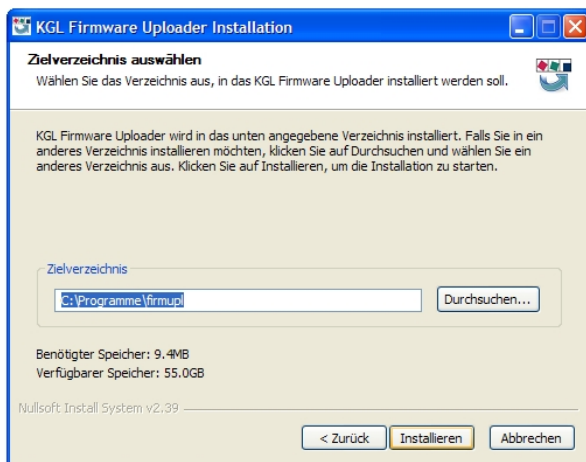 KGL Firmware Uploader Installation
Zielverzeichnis auswählen
Wählen Sie das Verzeichnis aus, in das KGL Firmware Uploader installiert werden soll.
KGL Firmware Uploader wird in das unten angegebene Verzeichnis installiert. Falls Sie in ein
anderes Verzeichnis installieren möchten, klicken Sie auf Durchsuchen und wählen Sie ein
anderes Verzeichnis aus. Klicken Sie auf Installieren, um die Installation zu starten.
Zielverzeichnis
C:\Programme\firmupl
Durchsuchen...
Benötigter Speicher: 9.4MB
Verfügbarer Speicher: 55.0GB
Nullsoft Install System v2.39
< Zurück
Installieren
Abbrechen